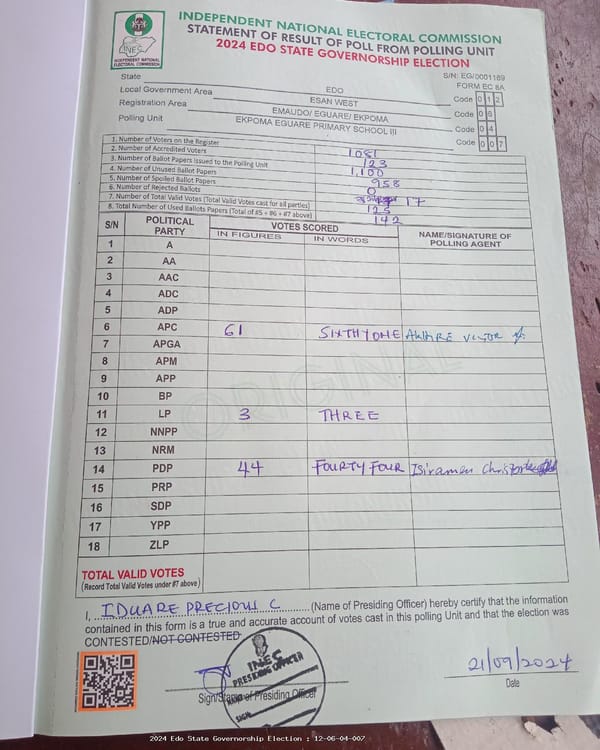 INEC
INDEPENDENT NATIONAL ELECTORAL COMMISSION
INDEPENDENT NATIONAL ELECTORAL COMMISSION
STATEMENT OF RESULT OF POLL FROM POLLING UNIT
2024 EDO STATE GOVERNORSHIP ELECTION
S/N: EG/0001169
FORM EC 8A
State EDO Code 0 1 2
Local Government Area ESAN WEST Code 0 6
Registration Area EMAUDO/ EGUARE/ EKPOMA Code 0 4
Polling Unit EKPOMA EGUARE PRIMARY SCHOOL III Code 0 0 7
1. Number of Voters on the Register 1081
2. Number of Accredited Voters 123
3. Number of Ballot Papers Issued to the Polling Unit 1,100
4. Number of Unused Ballot Papers 958
5. Number of Spoiled Ballot Papers 0
6. Number of Rejected Ballots 17
7. Number of Total Valid Votes (Total Valid Votes cast for all parties) 125
8. Total Number of Used Ballots Papers (Total of #5 + #6 + #7 above) 142
S/N POLITICAL PARTY VOTES SCORED NAME/SIGNATURE OF POLLING AGENT
IN FIGURES IN WORDS
1 A
2 AA
3 AAC
4 ADC
5 ADP
6 APC 61 SIXTHYONE AKHIRE VICTOR
7 APGA
8 APM
9 APP
10 BP
11 LP 3 THREE
12 NNPP
13 NRM
14 PDP 44 FOURTY FOUR Isiramen
15 PRP
16 SDP
17 YPP
18 ZLP
ORIGINAL
TOTAL VALID VOTES
(Record Total Valid Votes under #7 above)
I, IDUARE PRECIOUS C (Name of Presiding Officer) hereby certify that the information
contained in this form is a true and accurate account of votes cast in this polling Unit and that the election was
CONTESTED/NOT CONTESTED
INEC
PRESIDING OFFICER
SIGN
Sign/Stamp of Presiding Officer
21/09/2024
Date
2024 Edo State Governorship Election : 12-06-04-007